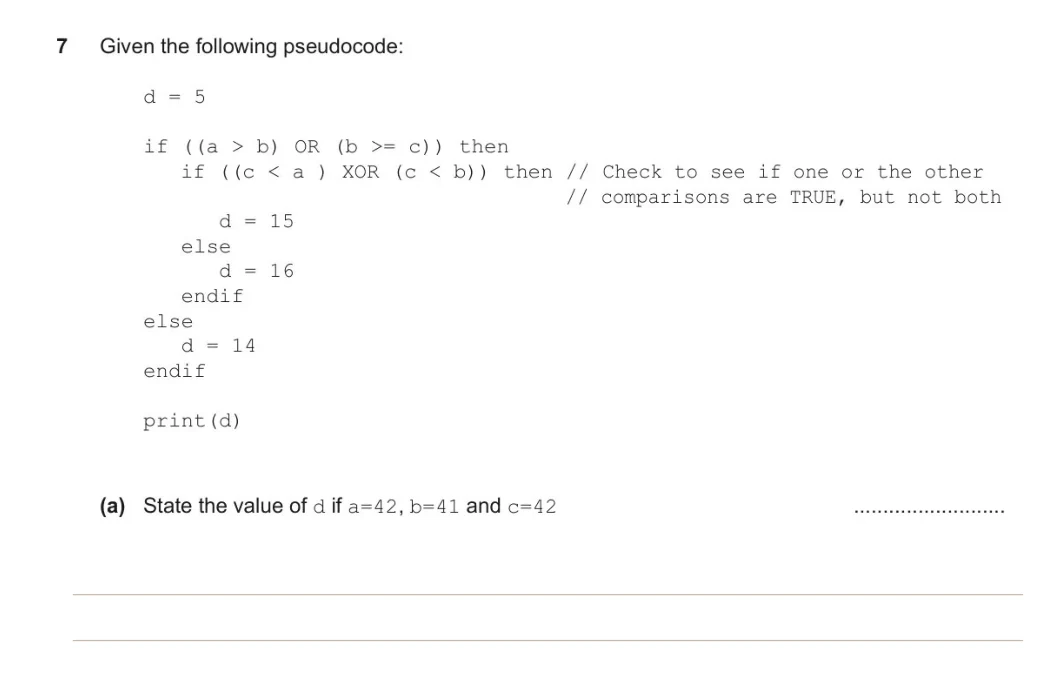 7 Given the following pseudocode:
d = 5
if ((a > b) OR (b >= c)) then
if ((c < a ) XOR (c < b)) then // Check to see if one or the other
// comparisons are TRUE, but not both
d = 15
else
d = 16
endif
else
d = 14
endif
print(d)
(a) State the value of d if a=42, b=41 and c=42 ..........................